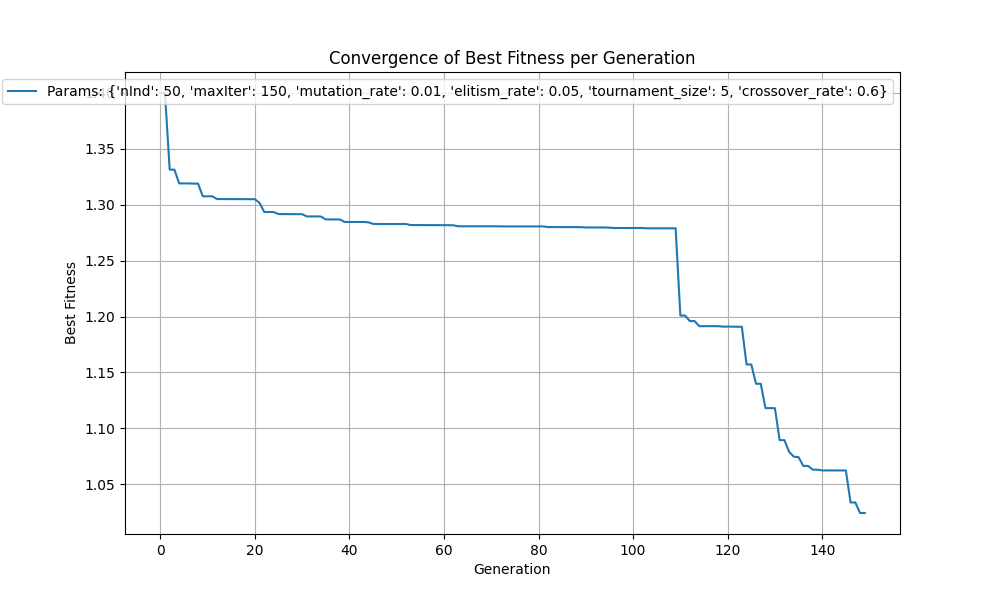 Convergence of Best Fitness per Generation
Params: {'nInd': 50, 'maxIter': 150, 'mutation_rate': 0.01, 'elitism_rate': 0.05, 'tournament_size': 5, 'crossover_rate': 0.6}
1.35
1.30
1.25
1.20
1.15
1.10
1.05
Best Fitness
0 20 40 60 80 100 120 140
Generation